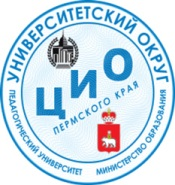 УНИВЕРСИТЕТСКИЙ ОКРУГ
ЦИО
ПЕРМСКОГО КРАЯ
ПЕДАГОГИЧЕСКИЙ УНИВЕРСИТЕТ
МИНИСТЕРСТВО ОБРАЗОВАНИЯ